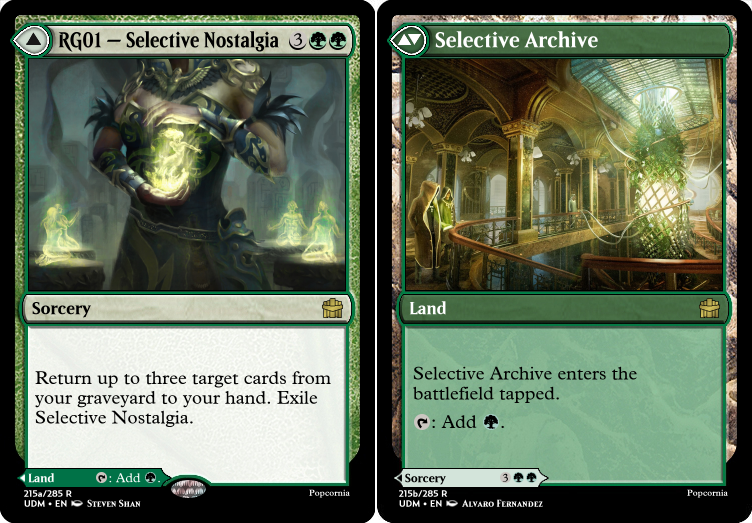 RG01 — Selective Nostalgia 3
Sorcery
Return up to three target cards from
your graveyard to your hand. Exile
Selective Nostalgia.
Land : Add .
215a/285 R
UDM • EN Steven Shan
Popcornia
Selective Archive
Land
Selective Archive enters the
battlefield tapped.
: Add .
Sorcery 3
215b/285 R
UDM • EN Alvaro Fernandez
Popcornia